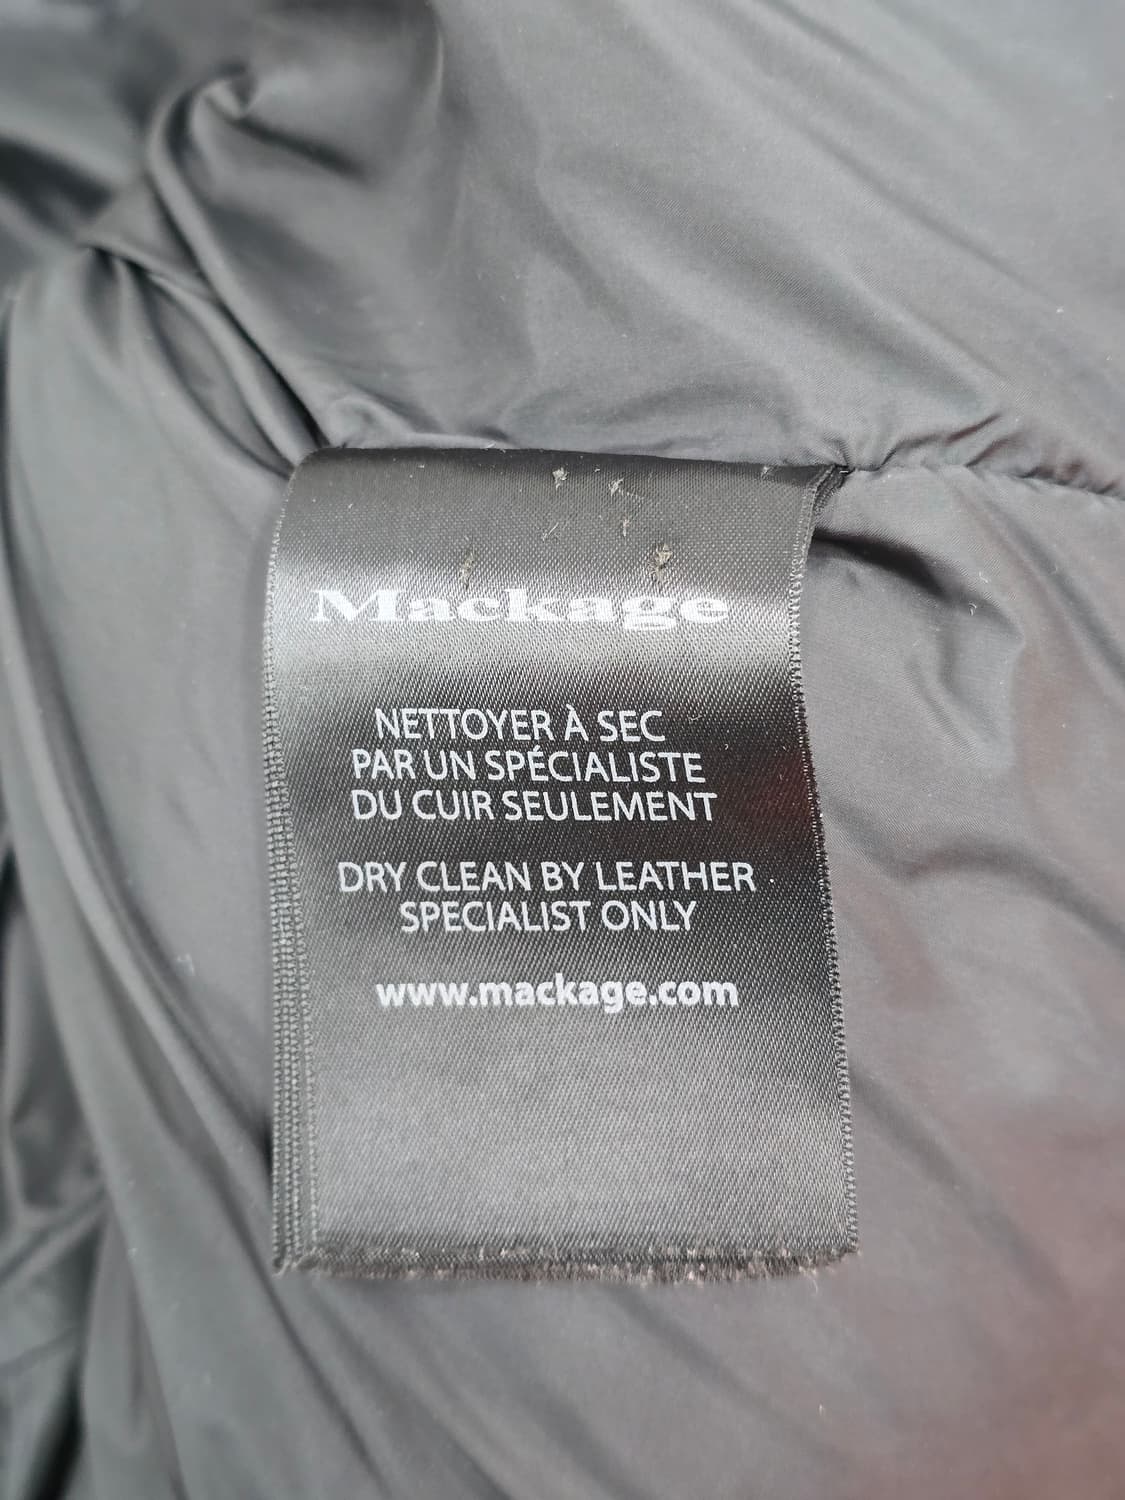 Mackage
NETTOYER À SEC
PAR UN SPÉCIALISTE
DU CUIR SEULEMENT
DRY CLEAN BY LEATHER
SPECIALIST ONLY
www.mackage.com